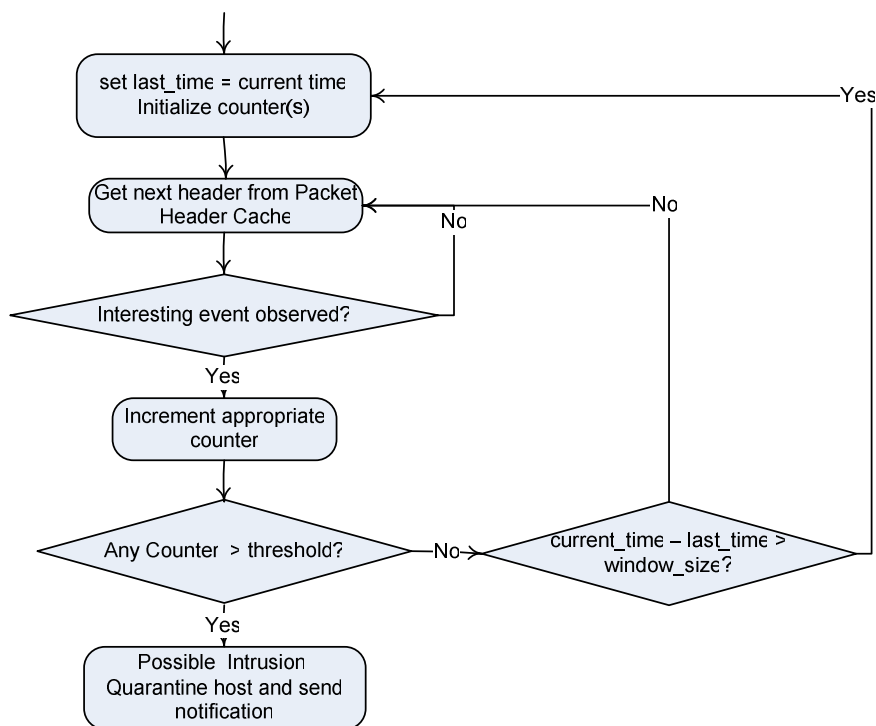 set last_time = current time
Initialize counter(s)
Yes
Get next header from Packet
Header Cache
No
No
Interesting event observed?
Yes
Increment appropriate
counter
Any Counter > threshold?
No
current_time – last_time >
window_size?
Yes
Possible Intrusion
Quarantine host and send
notification